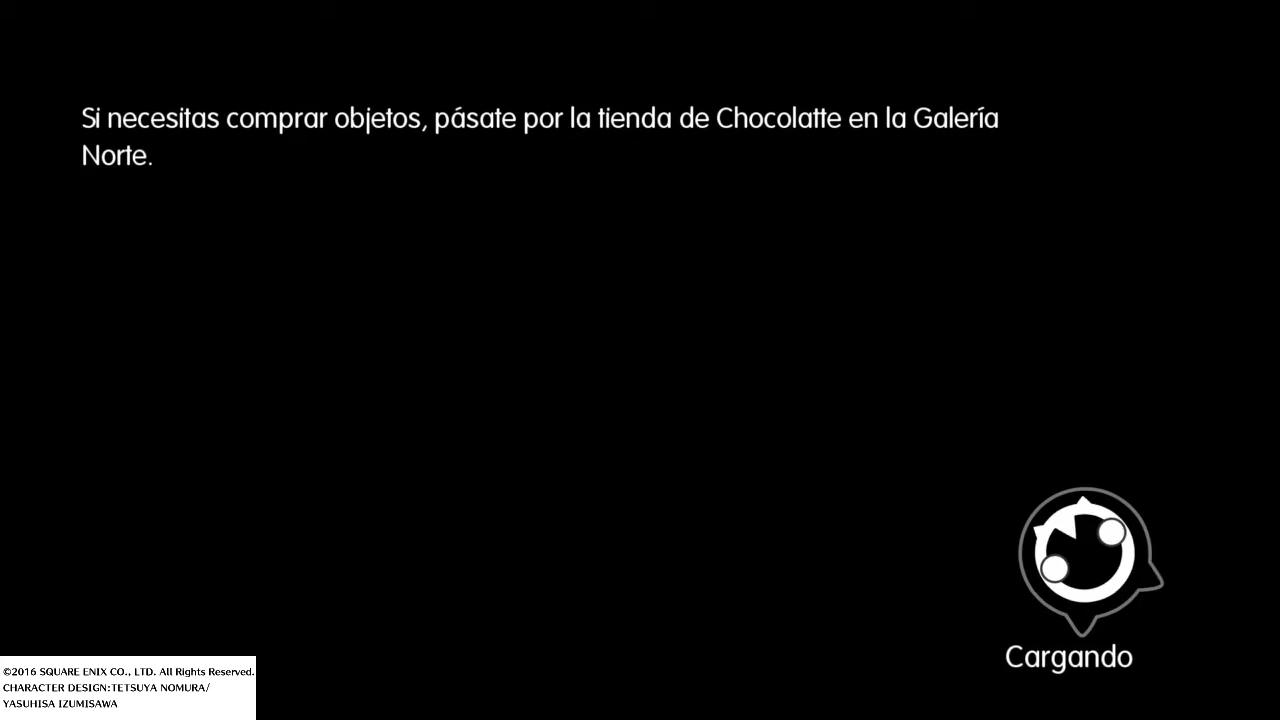 Si necesitas comprar objetos, pásate por la tienda de Chocolatte en la Galería
Norte.
Cargando
©2016 SQUARE ENIX CO., LTD. All Rights Reserved.
CHARACTER DESIGN:TETSUYA NOMURA/
YASUHISA IZUMISAWA